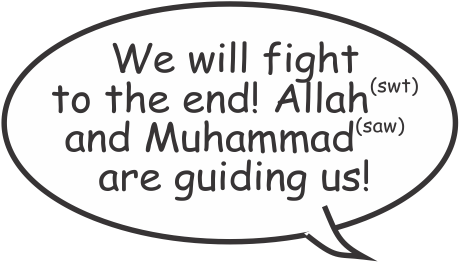 We will fight
to the end! Allah(swt)
and Muhammad(saw)
are guiding us!